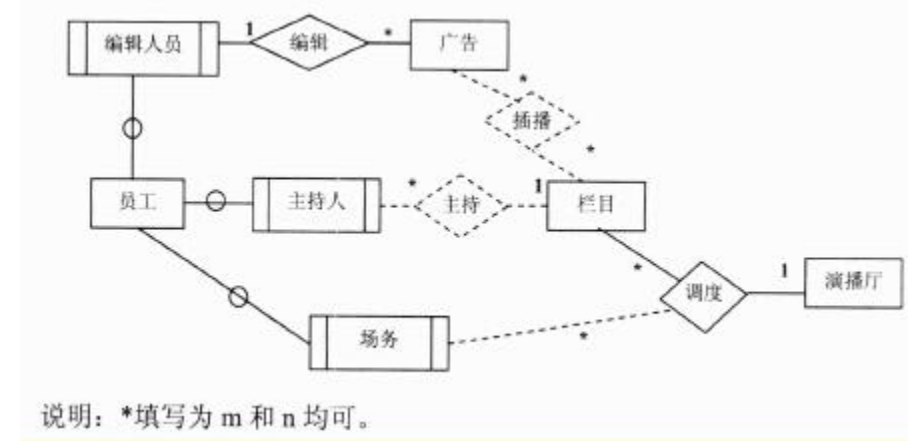 编辑人员
1
编辑
*
广告
*
插播
*
员工
主持人
*
主持
1
栏目
*
调度
1
演播厅
场务
*
说明：*填写为 m 和 n 均可。